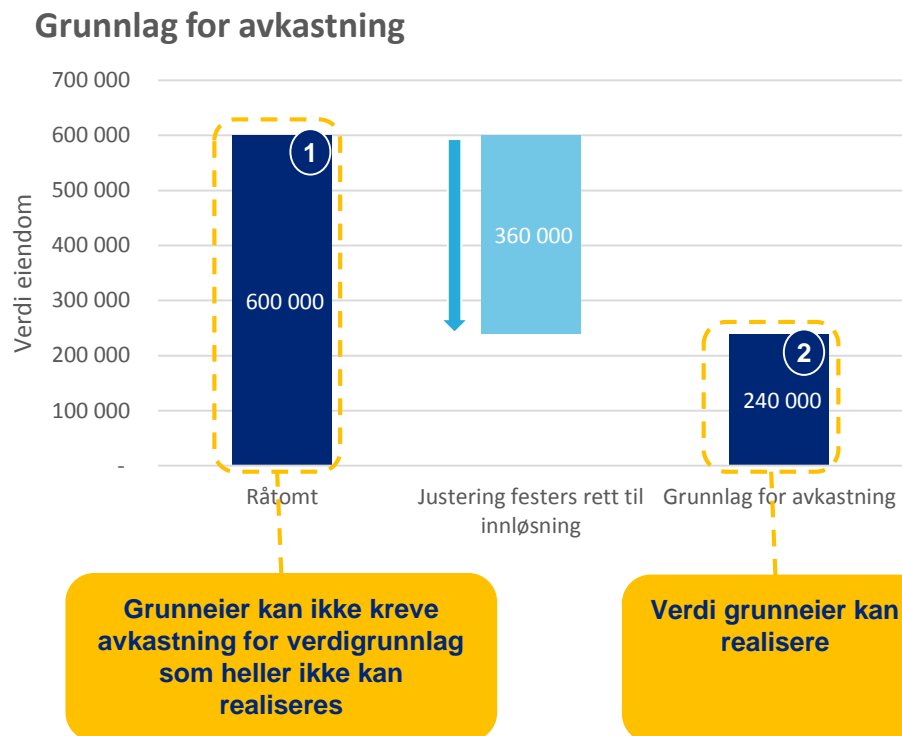 Grunnlag for avkastning
Verdi eiendom
700 000
600 000
500 000
400 000
300 000
200 000
100 000
-
1
600 000
360 000
2
240 000
Råtomt
Justering festers rett til
innløsning
Grunnlag for avkastning
Grunneier kan ikke kreve
avkastning for verdigrunnlag
som heller ikke kan
realiseres
Verdi grunneier kan
realisere